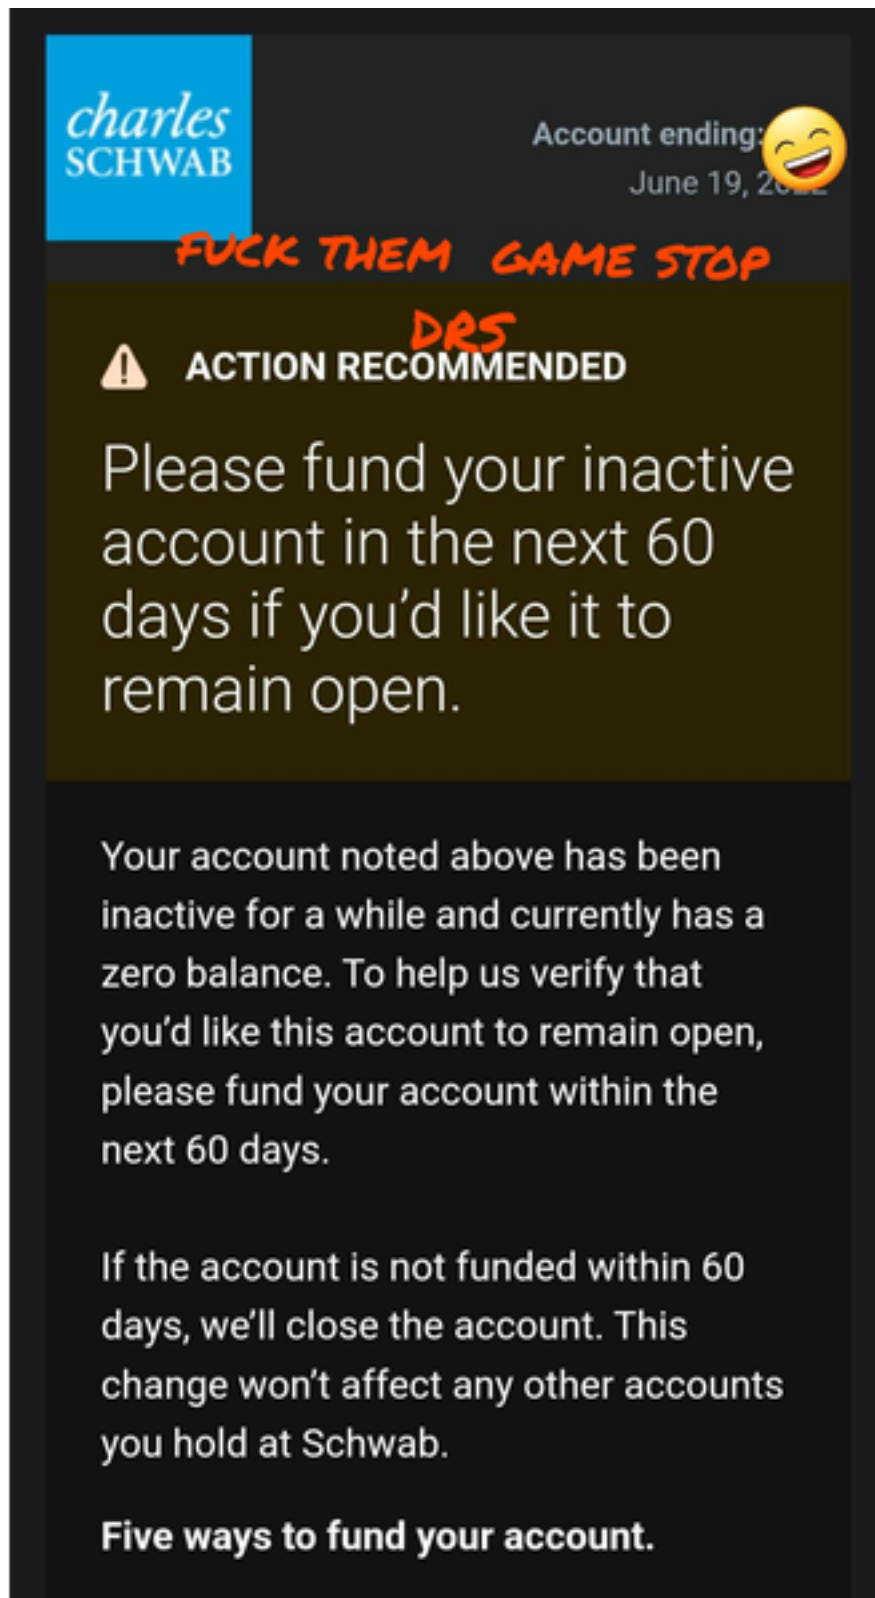 charles
SCHWAB
Account ending:
June 19,
FUCK THEM GAME STOP
DRS
ACTION RECOMMENDED
Please fund your inactive
account in the next 60
days if you’d like it to
remain open.
Your account noted above has been
inactive for a while and currently has a
zero balance. To help us verify that
you’d like this account to remain open,
please fund your account within the
next 60 days.
If the account is not funded within 60
days, we’ll close the account. This
change won’t affect any other accounts
you hold at Schwab.
Five ways to fund your account.